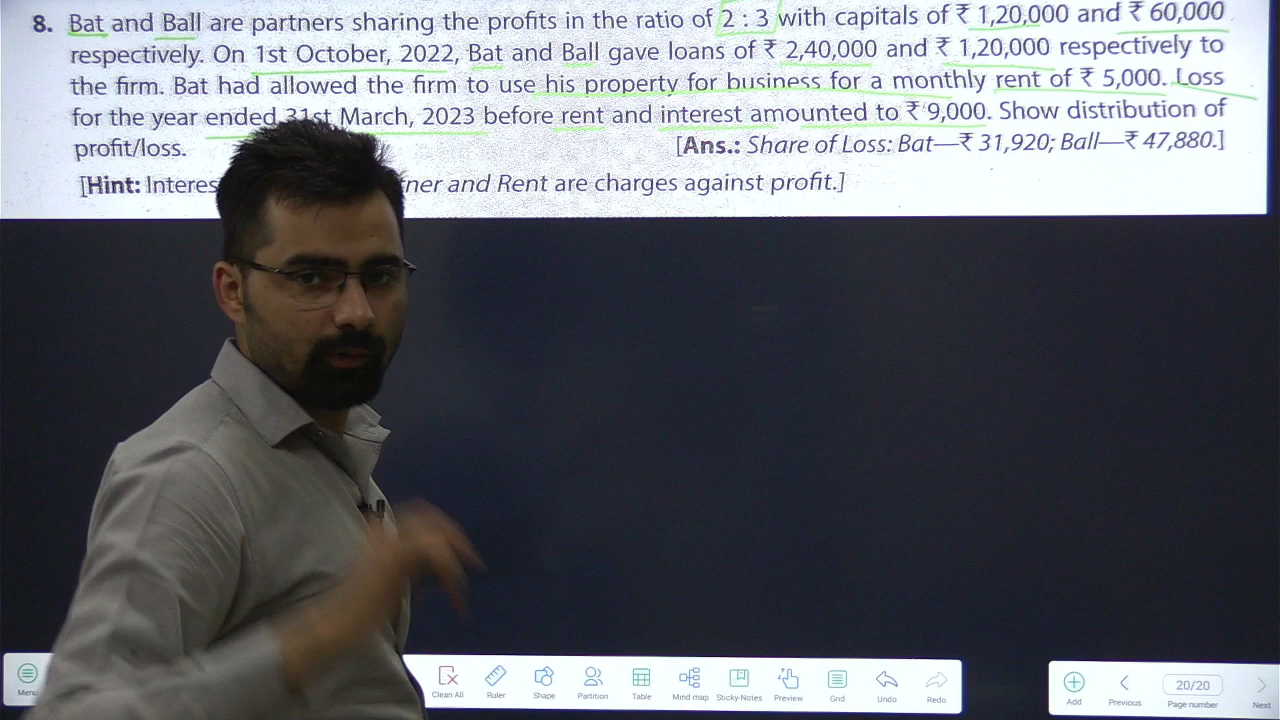 8. Bat and Ball are partners sharing the profits in the ratio of 2 : 3 with capitals of ₹ 1,20,000 and ₹ 60,000
respectively. On 1st October, 2022, Bat and Ball gave loans of ₹ 2,40,000 and ₹ 1,20,000 respectively to
the firm. Bat had allowed the firm to use his property for business for a monthly rent of ₹ 5,000. Loss
for the year ended 31st March, 2023 before rent and interest amounted to ₹ 9,000. Show distribution of
profit/loss. [Ans.: Share of Loss: Bat—₹ 31,920; Ball—₹ 47,880.]
[Hint: and Rent are charges against profit.]
Menu
Clean All Ruler Shape Partition Table Mind map Sticky-Notes Preview Grid Undo Redo
Add Previous 20/20 Page number Next